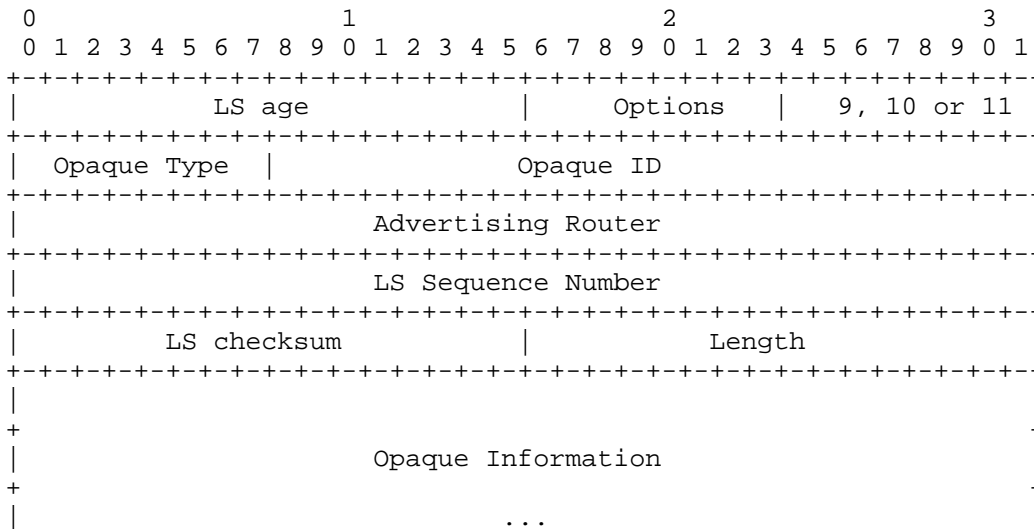 0                   1                   2                   3
0 1 2 3 4 5 6 7 8 9 0 1 2 3 4 5 6 7 8 9 0 1 2 3 4 5 6 7 8 9 0 1
+-+-+-+-+-+-+-+-+-+-+-+-+-+-+-+-+-+-+-+-+-+-+-+-+-+-+-+-+-+-+-+-
| LS age | Options | 9, 10 or 11
+-+-+-+-+-+-+-+-+-+-+-+-+-+-+-+-+-+-+-+-+-+-+-+-+-+-+-+-+-+-+-+-
| Opaque Type | Opaque ID
+-+-+-+-+-+-+-+-+-+-+-+-+-+-+-+-+-+-+-+-+-+-+-+-+-+-+-+-+-+-+-+-
| Advertising Router
+-+-+-+-+-+-+-+-+-+-+-+-+-+-+-+-+-+-+-+-+-+-+-+-+-+-+-+-+-+-+-+-
| LS Sequence Number
+-+-+-+-+-+-+-+-+-+-+-+-+-+-+-+-+-+-+-+-+-+-+-+-+-+-+-+-+-+-+-+-
| LS checksum | Length
+-+-+-+-+-+-+-+-+-+-+-+-+-+-+-+-+-+-+-+-+-+-+-+-+-+-+-+-+-+-+-+-
|
+ -
| Opaque Information
+ -
| ...